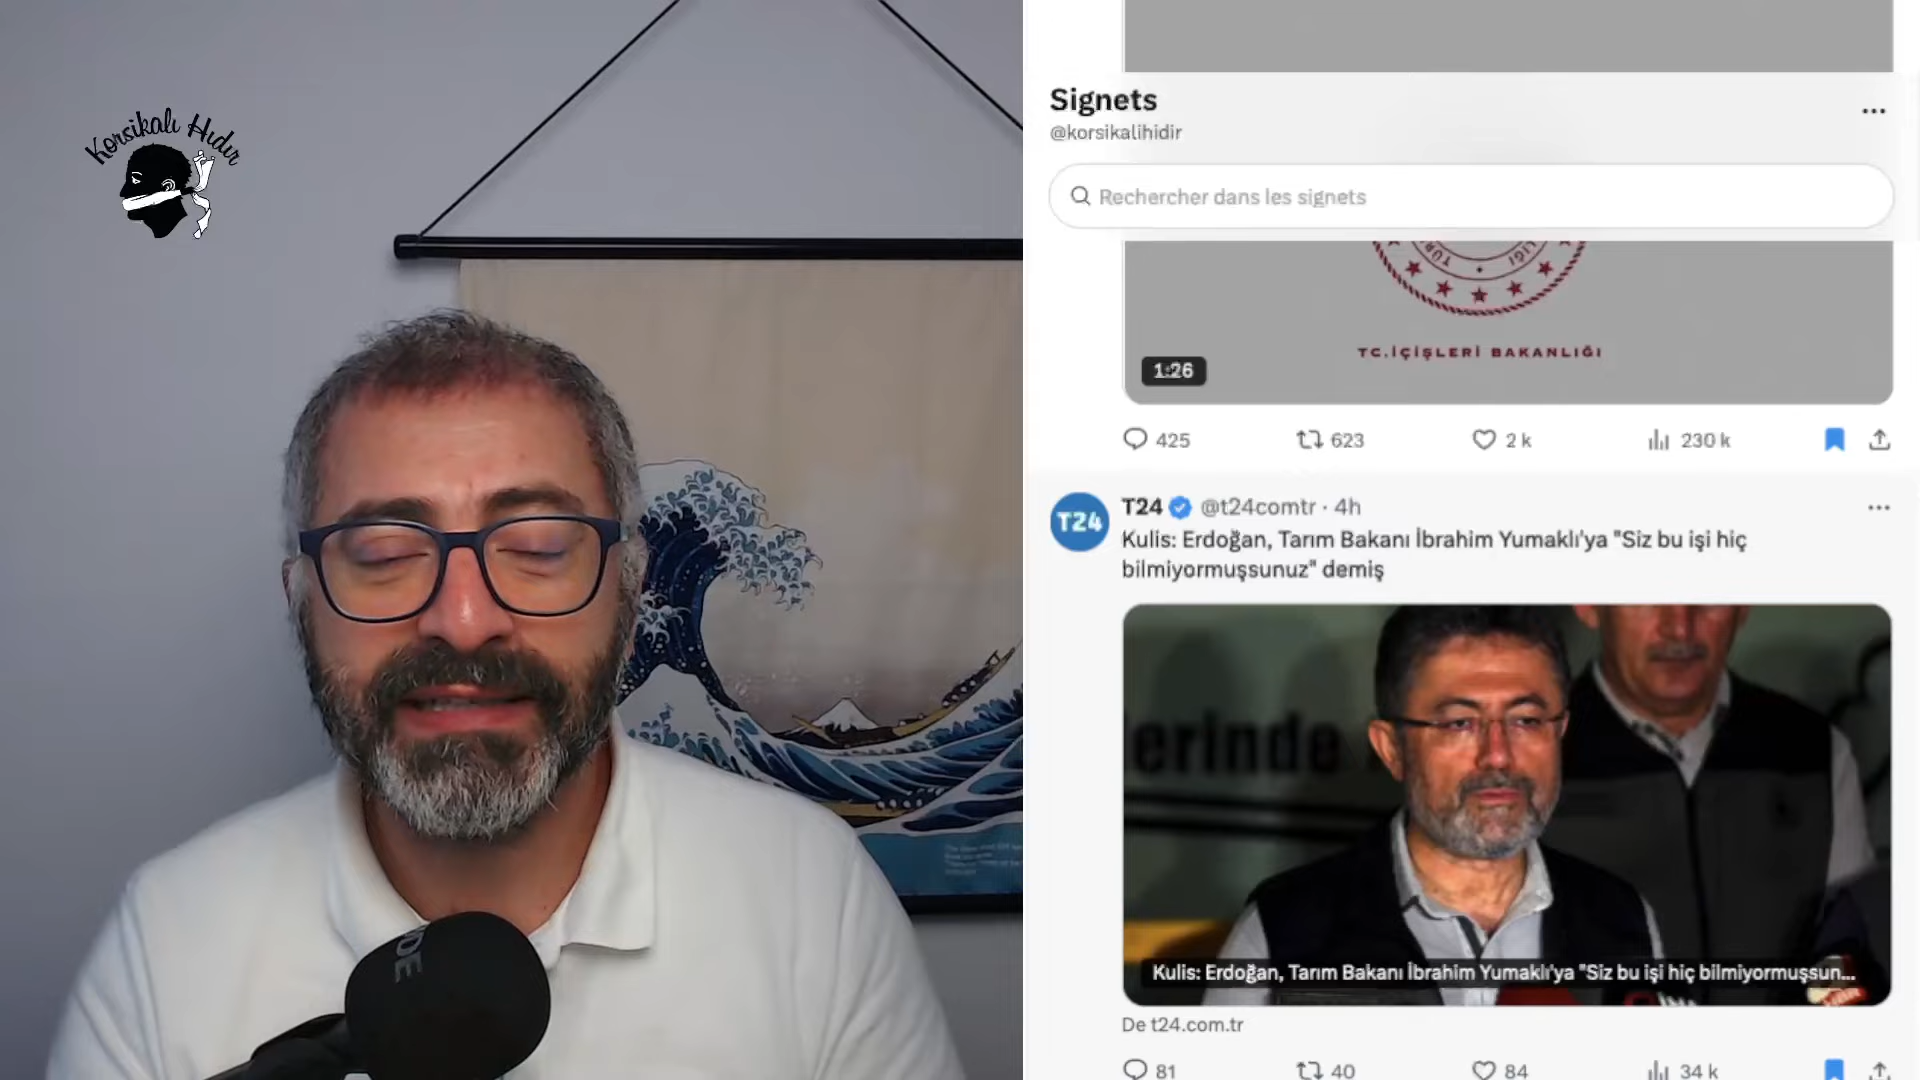 Korsikalı Hıdır
Signets
@korsikalihidir
Rechercher dans les signets
T.C. İÇİŞLERİ BAKANLIĞI
1:26
425
623
2 k
230 k
T24
T24 @t24comtr · 4h
Kulis: Erdoğan, Tarım Bakanı İbrahim Yumaklı'ya "Siz bu işi hiç
bilmiyormuşsunuz" demiş
erinde
Kulis: Erdoğan, Tarım Bakanı İbrahim Yumaklı'ya "Siz bu işi hiç bilmiyormuşsun...
De t24.com.tr
81
40
84
34 k